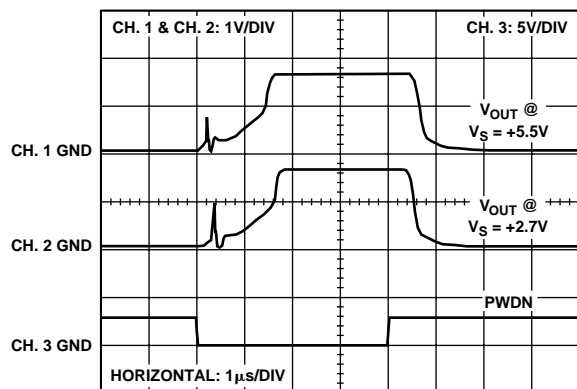 CH. 1 & CH. 2: 1V/DIV
CH. 3: 5V/DIV
VOUT @
VS = +5.5V
CH. 1 GND
VOUT @
VS = +2.7V
CH. 2 GND
PWDN
CH. 3 GND
HORIZONTAL: 1μs/DIV